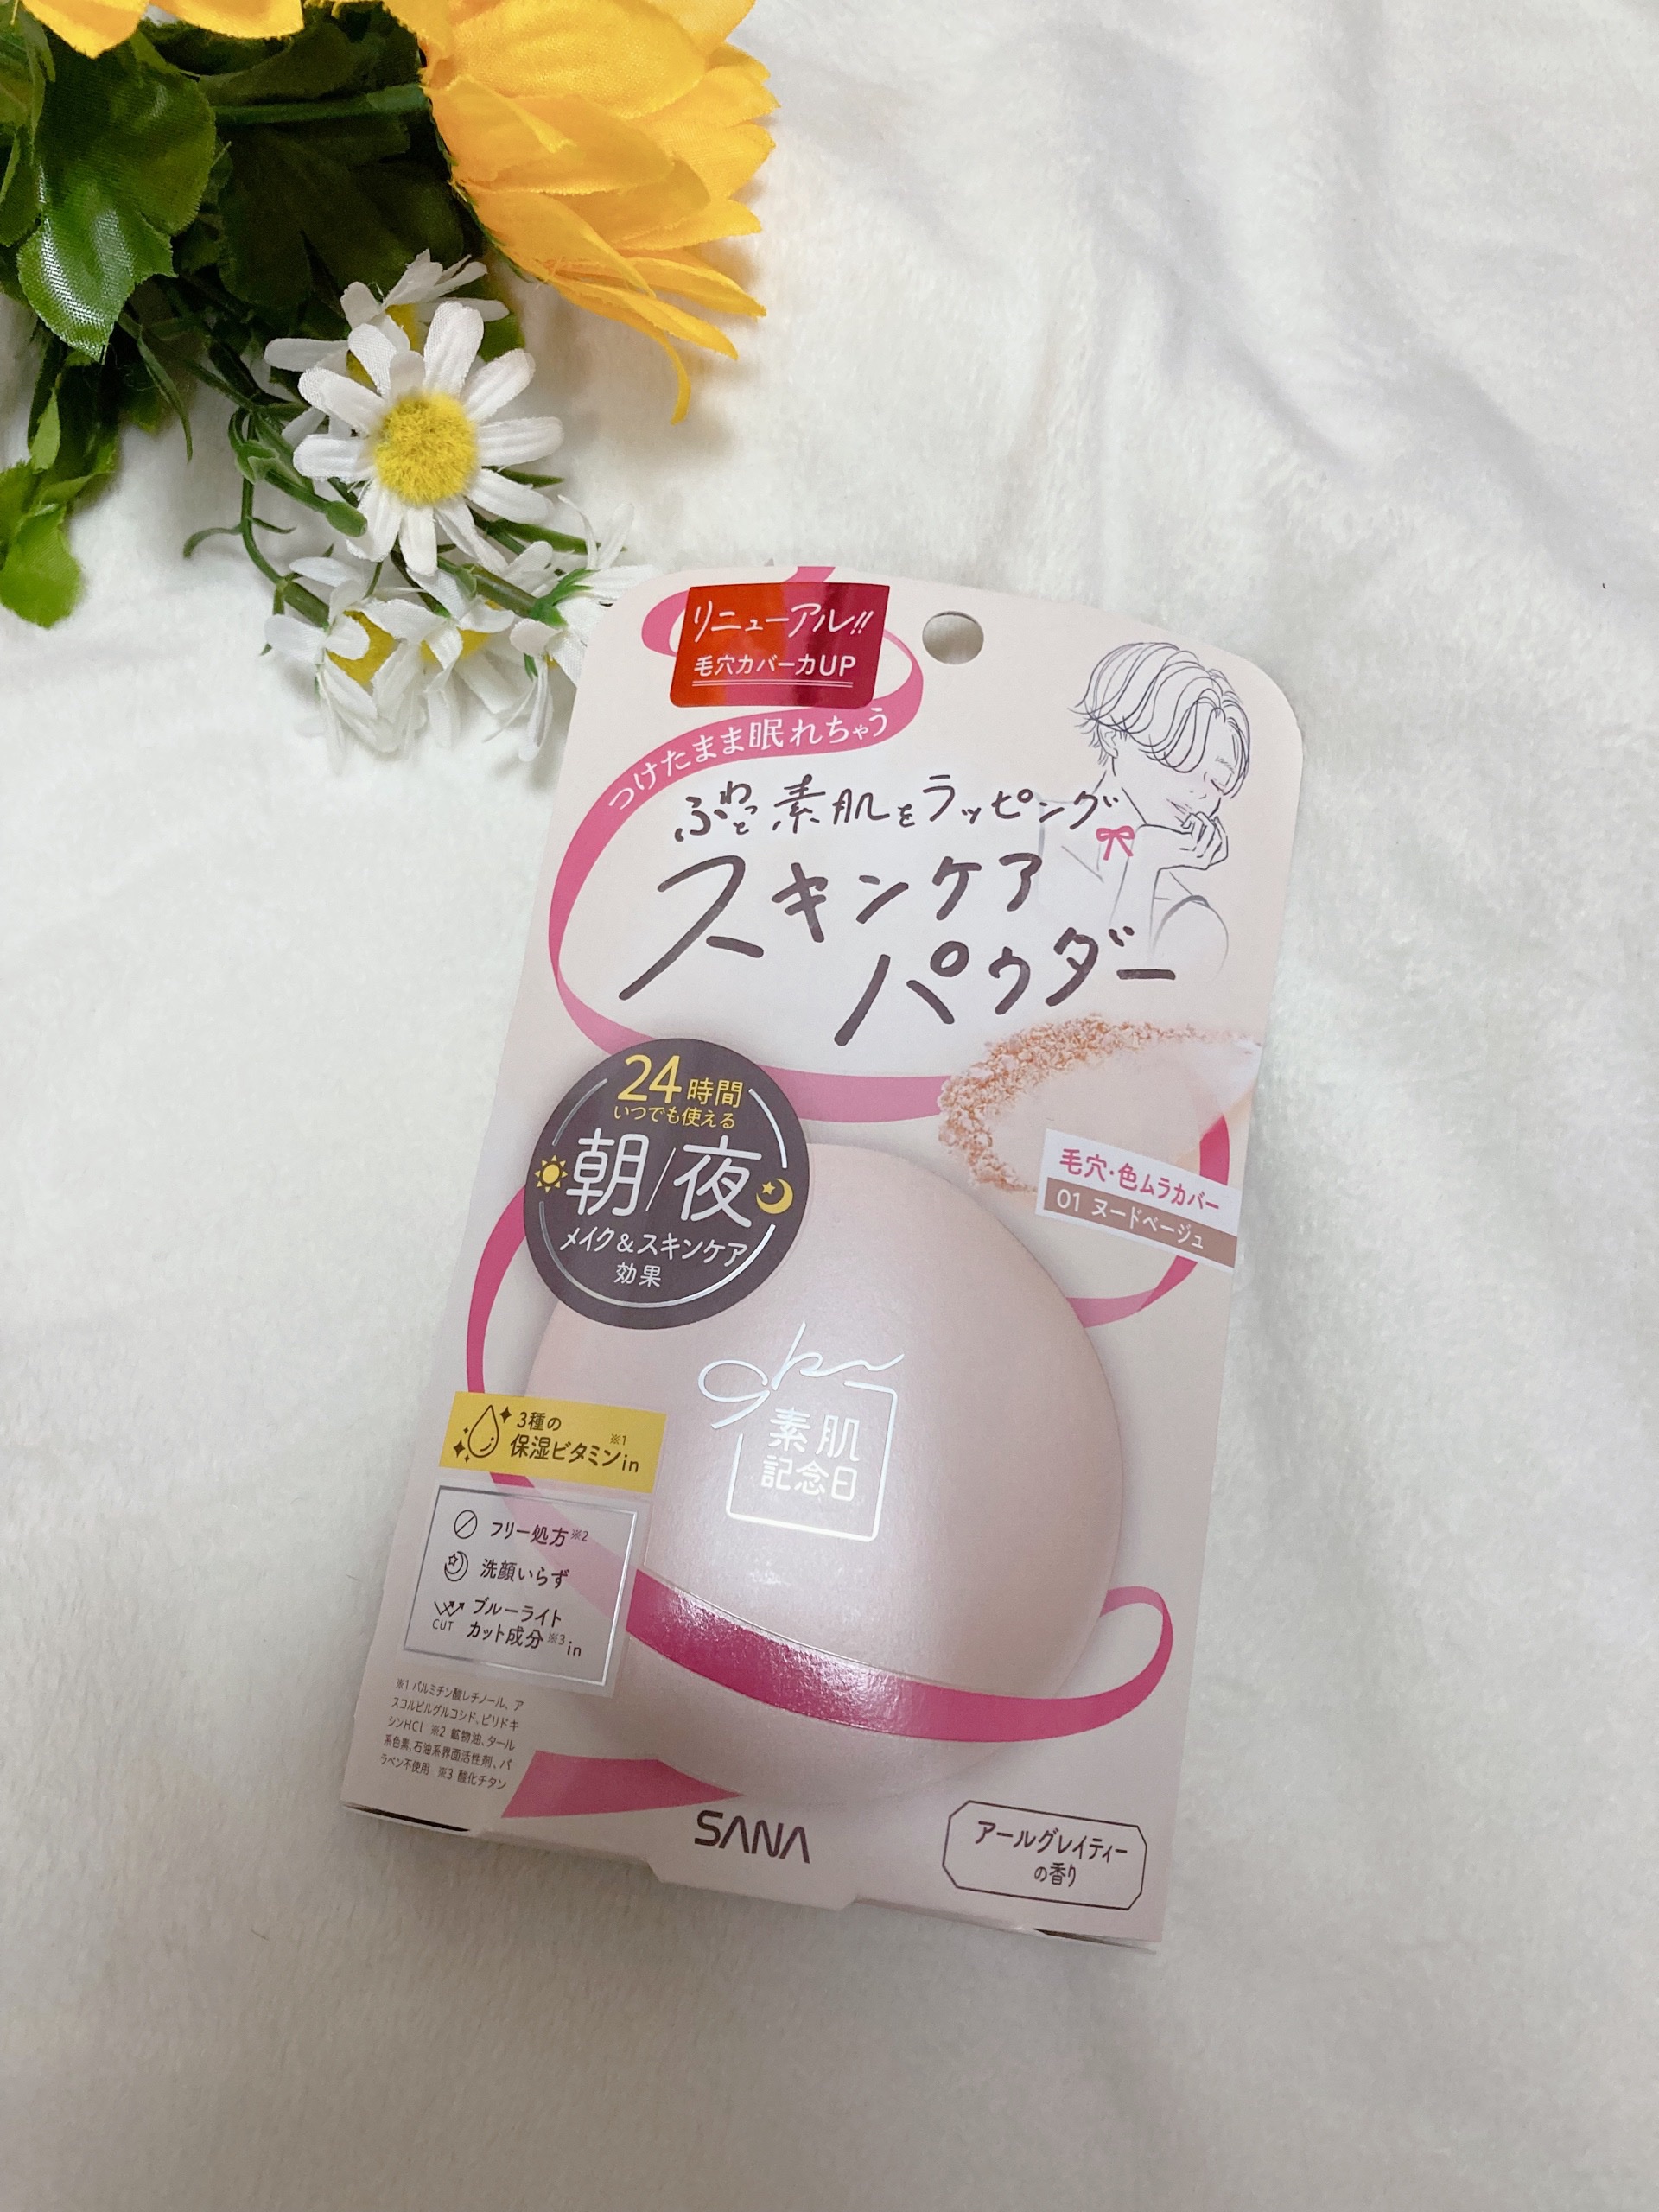 リニューアル!!
毛穴カバー力UP
つけたまま眠れちゃう
ふわっと素肌をラッピング
スキンケア
パウダー
24時間
いつでも使える
朝/夜
メイク&スキンケア
効果
毛穴・色ムラカバー
01 ヌードベージュ
素肌
記念日
3種の
保湿ビタミン※1in
フリー処方※2
洗顔いらず
ブルーライト
CUT カット成分※3in
※1 パルミチン酸レチノール、ア
スコルビルグルコシド、ピリドキ
シンHCl ※2 鉱物油、タール
系色素、石油系界面活性剤、パ
ラベン不使用 ※3 酸化チタン
SANA
アールグレイティー
の香り